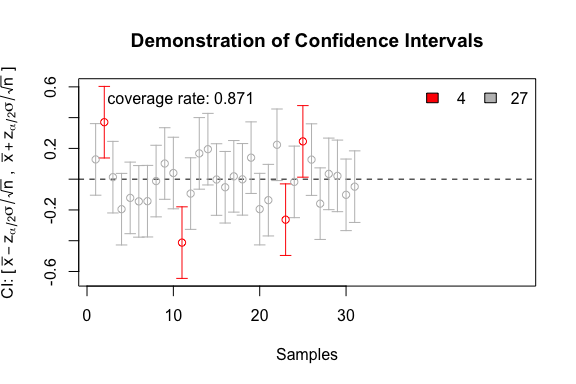 Demonstration of Confidence Intervals
coverage rate: 0.871
4 27
CI: [ x̅ − zα/2σ/√n , x̅ + zα/2σ/√n ]
0.6
0.2
-0.2
-0.6
0 10 20 30
Samples